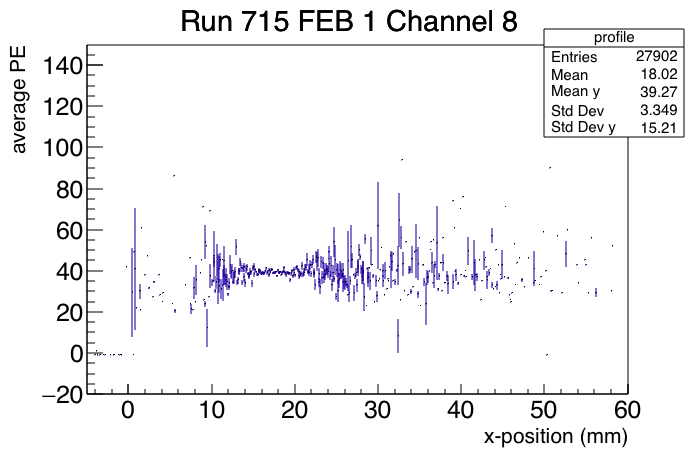 Run 715 FEB 1 Channel 8
profile
Entries 27902
Mean 18.02
Mean y 39.27
Std Dev 3.349
Std Dev y 15.21
average PE
140
120
100
80
60
40
20
0
−20
0 10 20 30 40 50 60
x-position (mm)